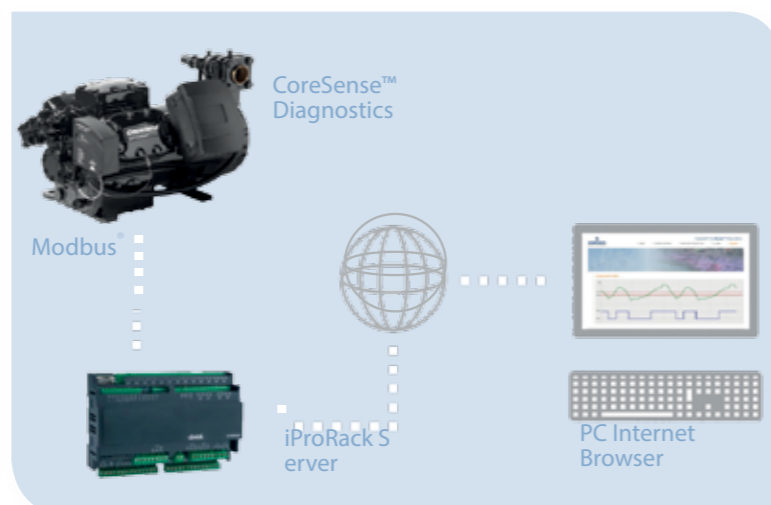 CoreSense™
Diagnostics
Modbus®
iProRack S
erver
PC Internet
Browser